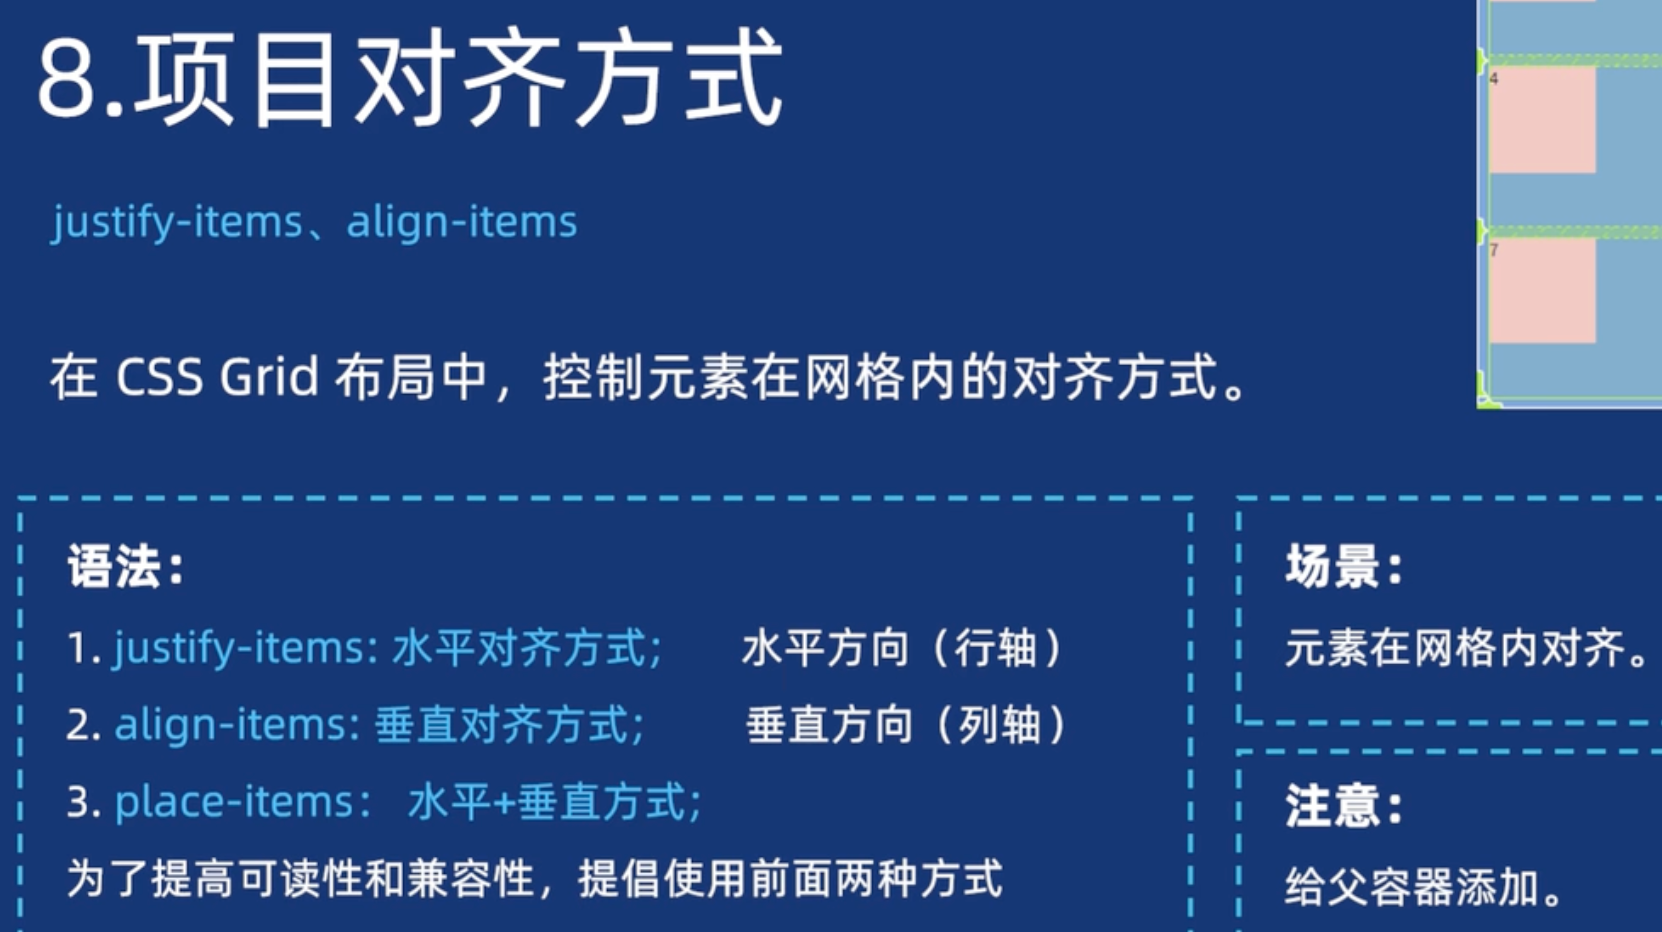 8.项目对齐方式
4
7
justify-items、align-items
在 CSS Grid 布局中，控制元素在网格内的对齐方式。
语法：
1. justify-items: 水平对齐方式; 水平方向（行轴）
2. align-items: 垂直对齐方式; 垂直方向（列轴）
3. place-items： 水平+垂直方式;
为了提高可读性和兼容性，提倡使用前面两种方式
场景：
元素在网格内对齐。
注意：
给父容器添加。